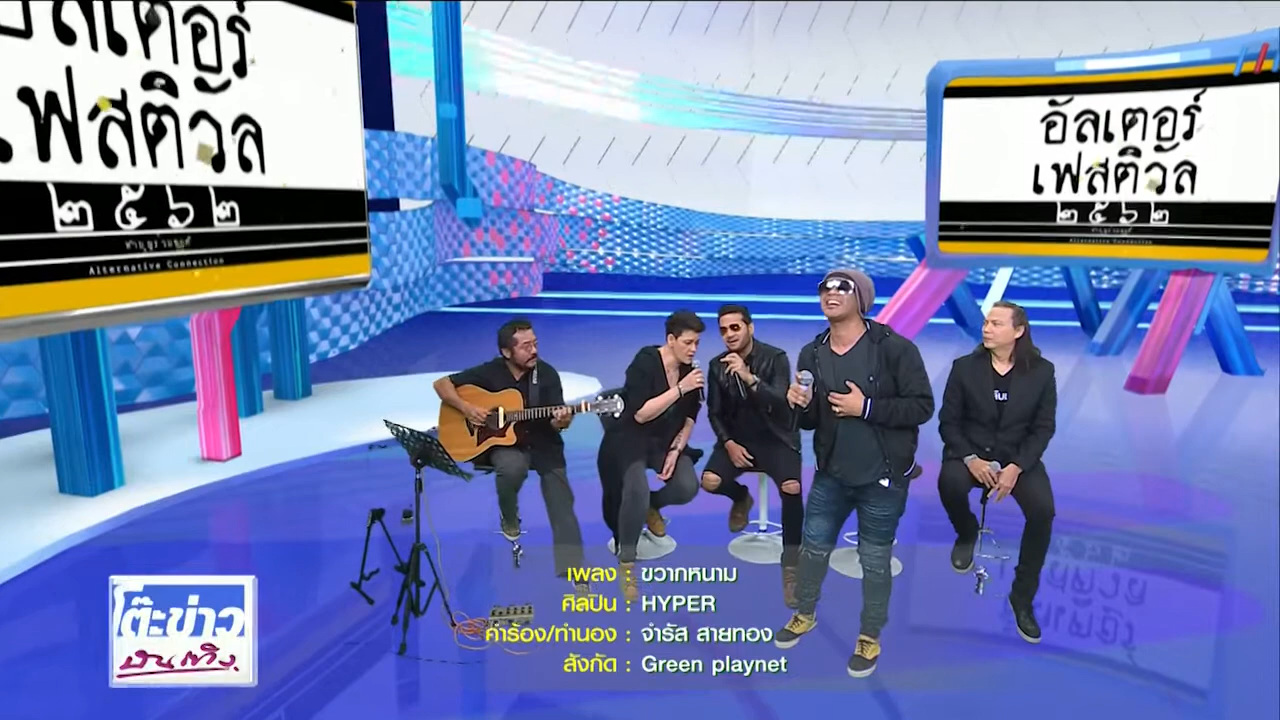 อัลเตอร์
เฟสติวัล
๒๕๖๒
Alternative Connection
อัลเตอร์
เฟสติวัล
๒๕๖๒
Alternative Connection
เพลง : ขวากหนาม
ศิลปิน : HYPER
คำร้อง/ทำนอง : จำรัส สายทอง
สังกัด : Green playnet
โต๊ะข่าว
บันเทิง